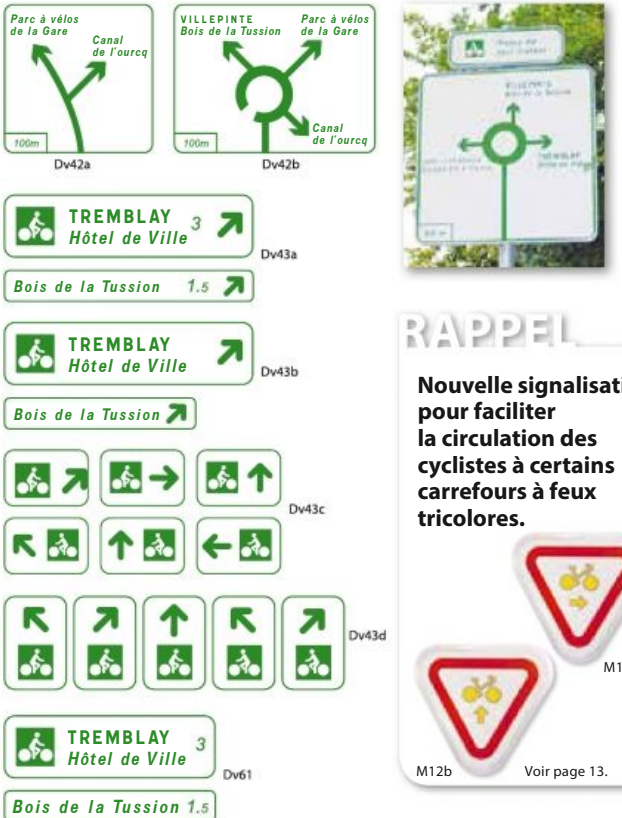 Parc à vélos
de la Gare
Canal
de l'ourcq
100m
Dv42a
VILLEPINTE
Bois de la Tussion
Parc à vélos
de la Gare
Canal
de l'ourcq
100m
Dv42b
TREMBLAY 3
Hôtel de Ville
Dv43a
Bois de la Tussion 1.5
TREMBLAY
Hôtel de Ville
Dv43b
Bois de la Tussion
Dv43c
Dv43d
TREMBLAY 3
Hôtel de Ville
Dv61
Bois de la Tussion 1.5
VILLEPINTE
TREMBLAY
RAPPEL
Nouvelle signalisati
pour faciliter
la circulation des
cyclistes à certains
carrefours à feux
tricolores.
M1
M12b
Voir page 13.